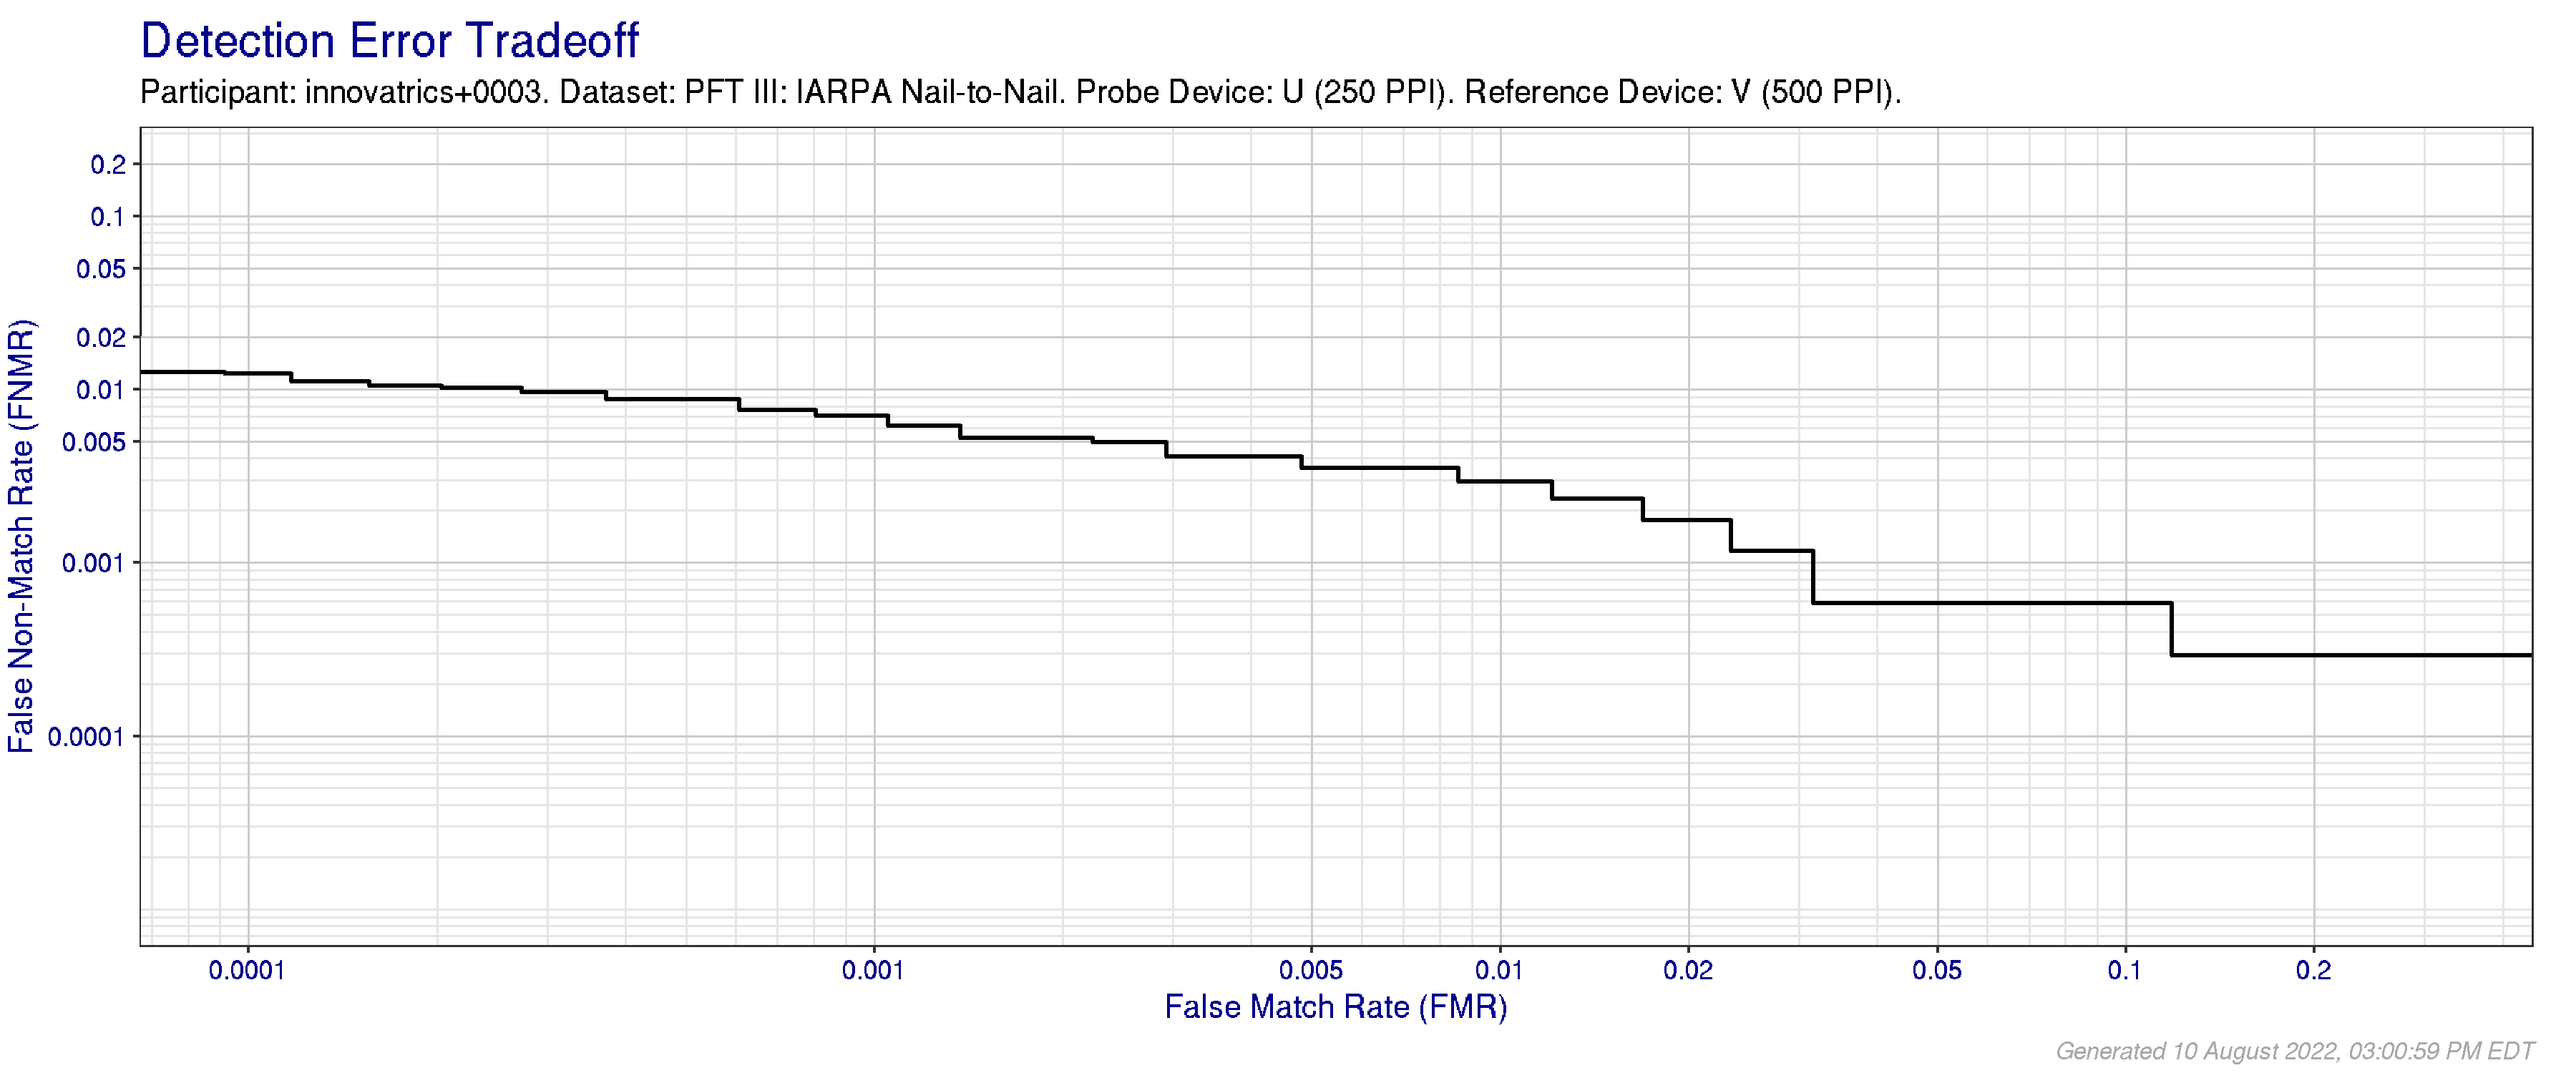 Detection Error Tradeoff
Participant: innovatrics+0003. Dataset: PFT III: IARPA Nail-to-Nail. Probe Device: U (250 PPI). Reference Device: V (500 PPI).
False Non-Match Rate (FNMR)
0.2
0.1
0.05
0.02
0.01
0.005
0.001
0.0001
0.0001 0.001 0.005 0.01 0.02 0.05 0.1 0.2
False Match Rate (FMR)
Generated 10 August 2022, 03:00:59 PM EDT